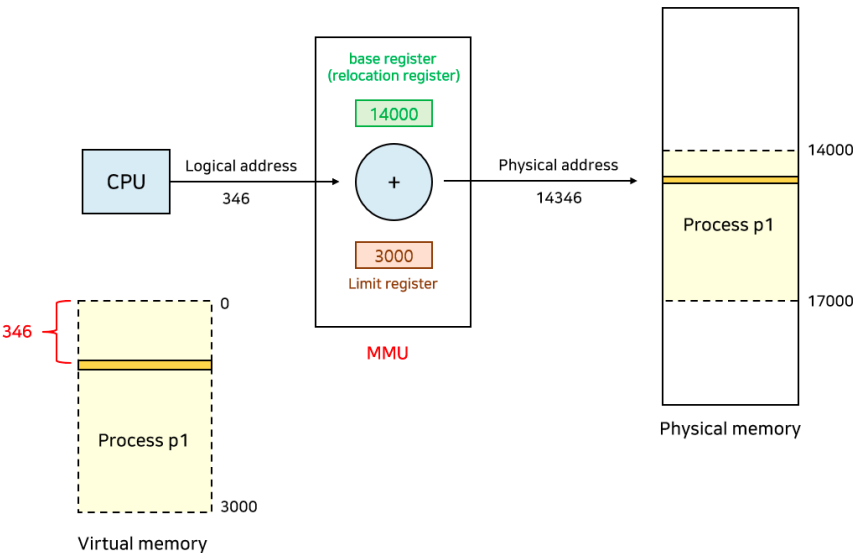 base register
(relocation register)
14000
CPU
Logical address
346
+
Physical address
14346
3000
Limit register
MMU
14000
Process p1
17000
Physical memory
0
346
Process p1
3000
Virtual memory